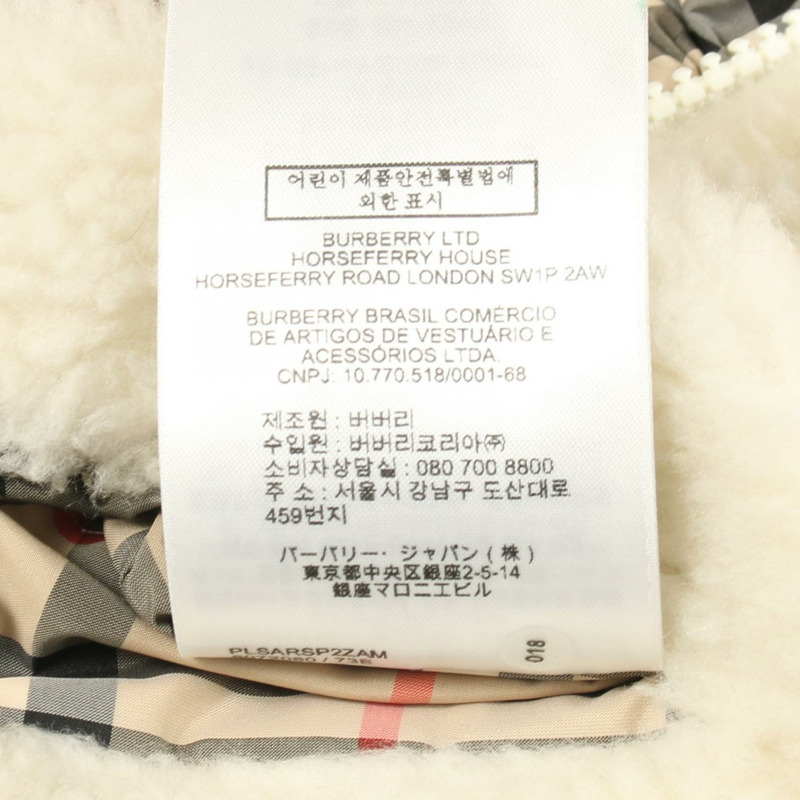 어린이 제품안전특별법에
외한 표시
BURBERRY LTD
HORSEFERRY HOUSE
HORSEFERRY ROAD LONDON SW1P 2AW
BURBERRY BRASIL COMÉRCIO
DE ARTIGOS DE VESTUÁRIO E
ACESSÓRIOS LTDA.
CNPJ: 10.770.518/0001-68
제조원 : 버버리
수입원 : 버버리코리아㈜
소비자상담실 : 080 700 8800
주 소 : 서울시 강남구 도산대로
459번지
バーバリー・ジャパン(株)
東京都中央区銀座2-5-14
銀座マロニエビル
PLSARSP2ZAM
/ 73E
018